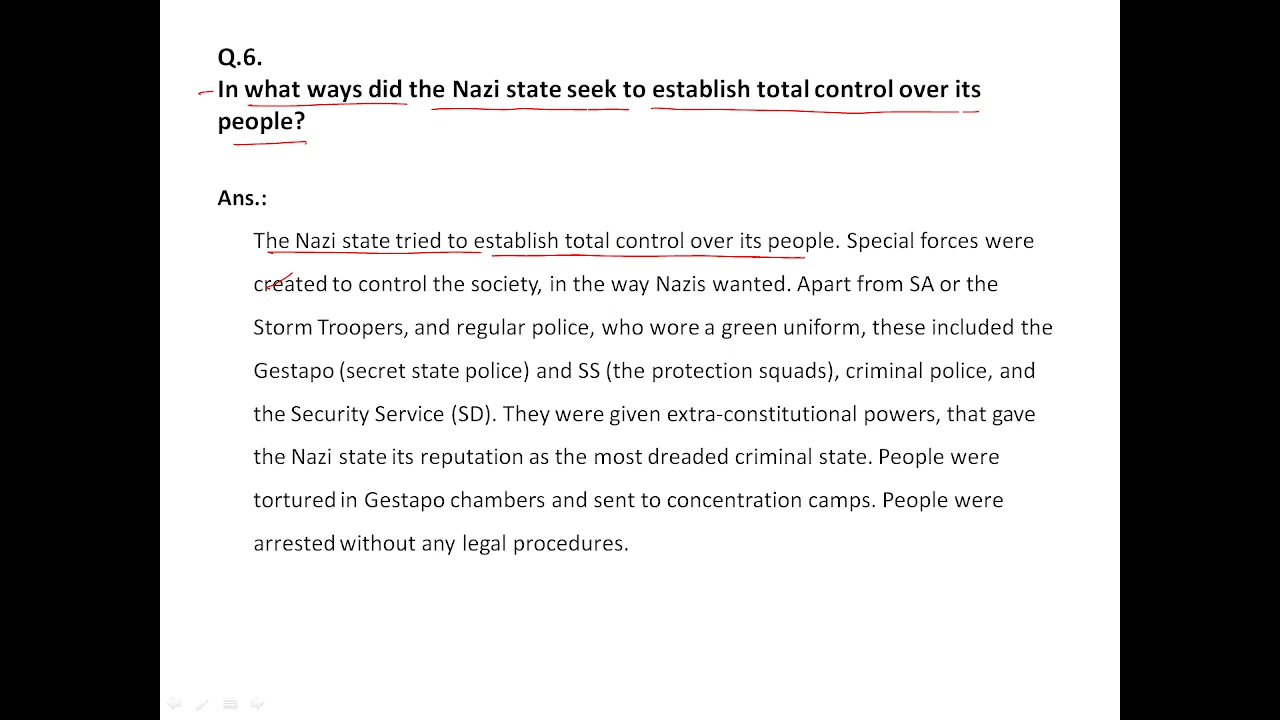 Q.6.
In what ways did the Nazi state seek to establish total control over its
people?
Ans.:
The Nazi state tried to establish total control over its people. Special forces were
created to control the society, in the way Nazis wanted. Apart from SA or the
Storm Troopers, and regular police, who wore a green uniform, these included the
Gestapo (secret state police) and SS (the protection squads), criminal police, and
the Security Service (SD). They were given extra-constitutional powers, that gave
the Nazi state its reputation as the most dreaded criminal state. People were
tortured in Gestapo chambers and sent to concentration camps. People were
arrested without any legal procedures.